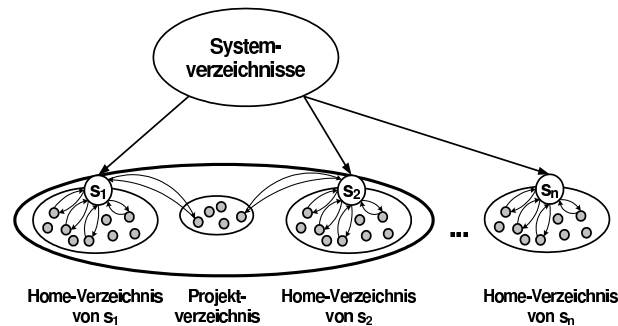 System-
verzeichnisse
s1
s2
sn
...
Home-Verzeichnis
von s1
Projekt-
verzeichnis
Home-Verzeichnis
von s2
Home-Verzeichnis
von sn